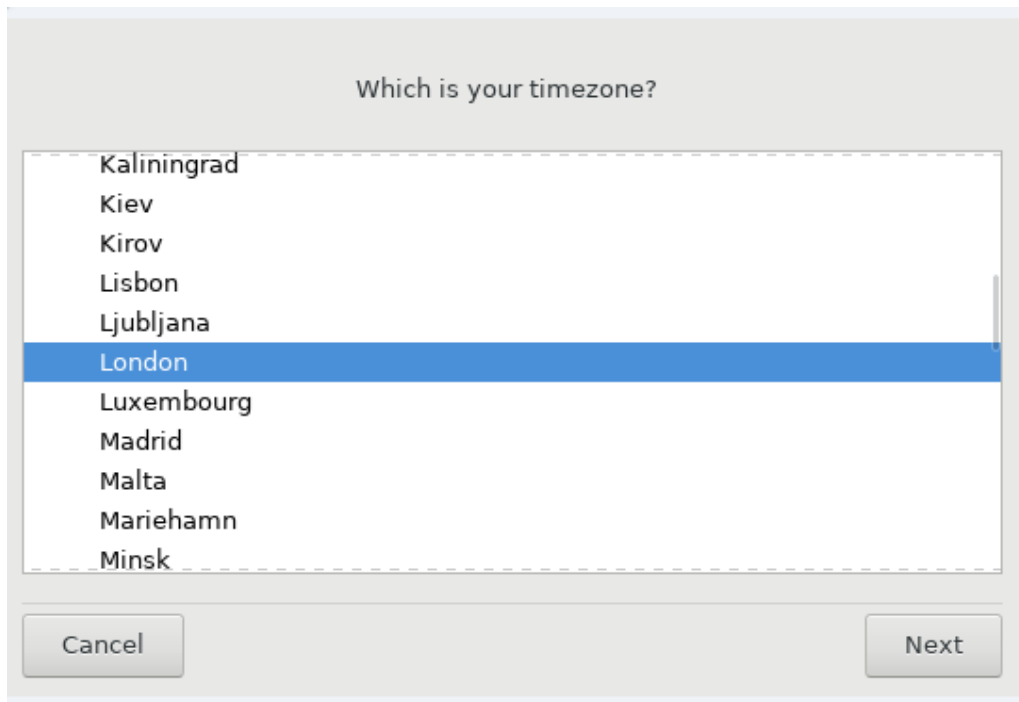 Which is your timezone?
Kaliningrad
Kiev
Kirov
Lisbon
Ljubljana
London
Luxembourg
Madrid
Malta
Mariehamn
Minsk
Cancel
Next